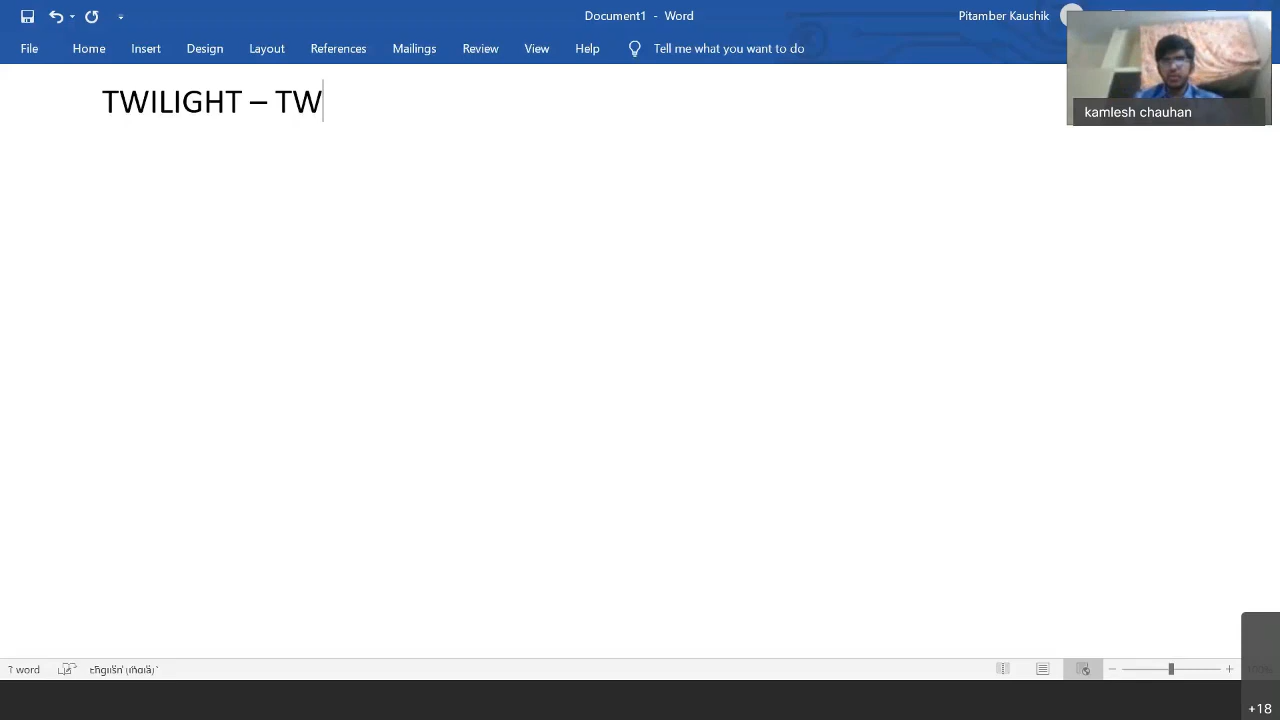 Document1 - Word
Pitamber Kaushik
File Home Insert Design Layout References Mailings Review View Help Tell me what you want to do
kamlesh chauhan
TWILIGHT – TW
word
+18